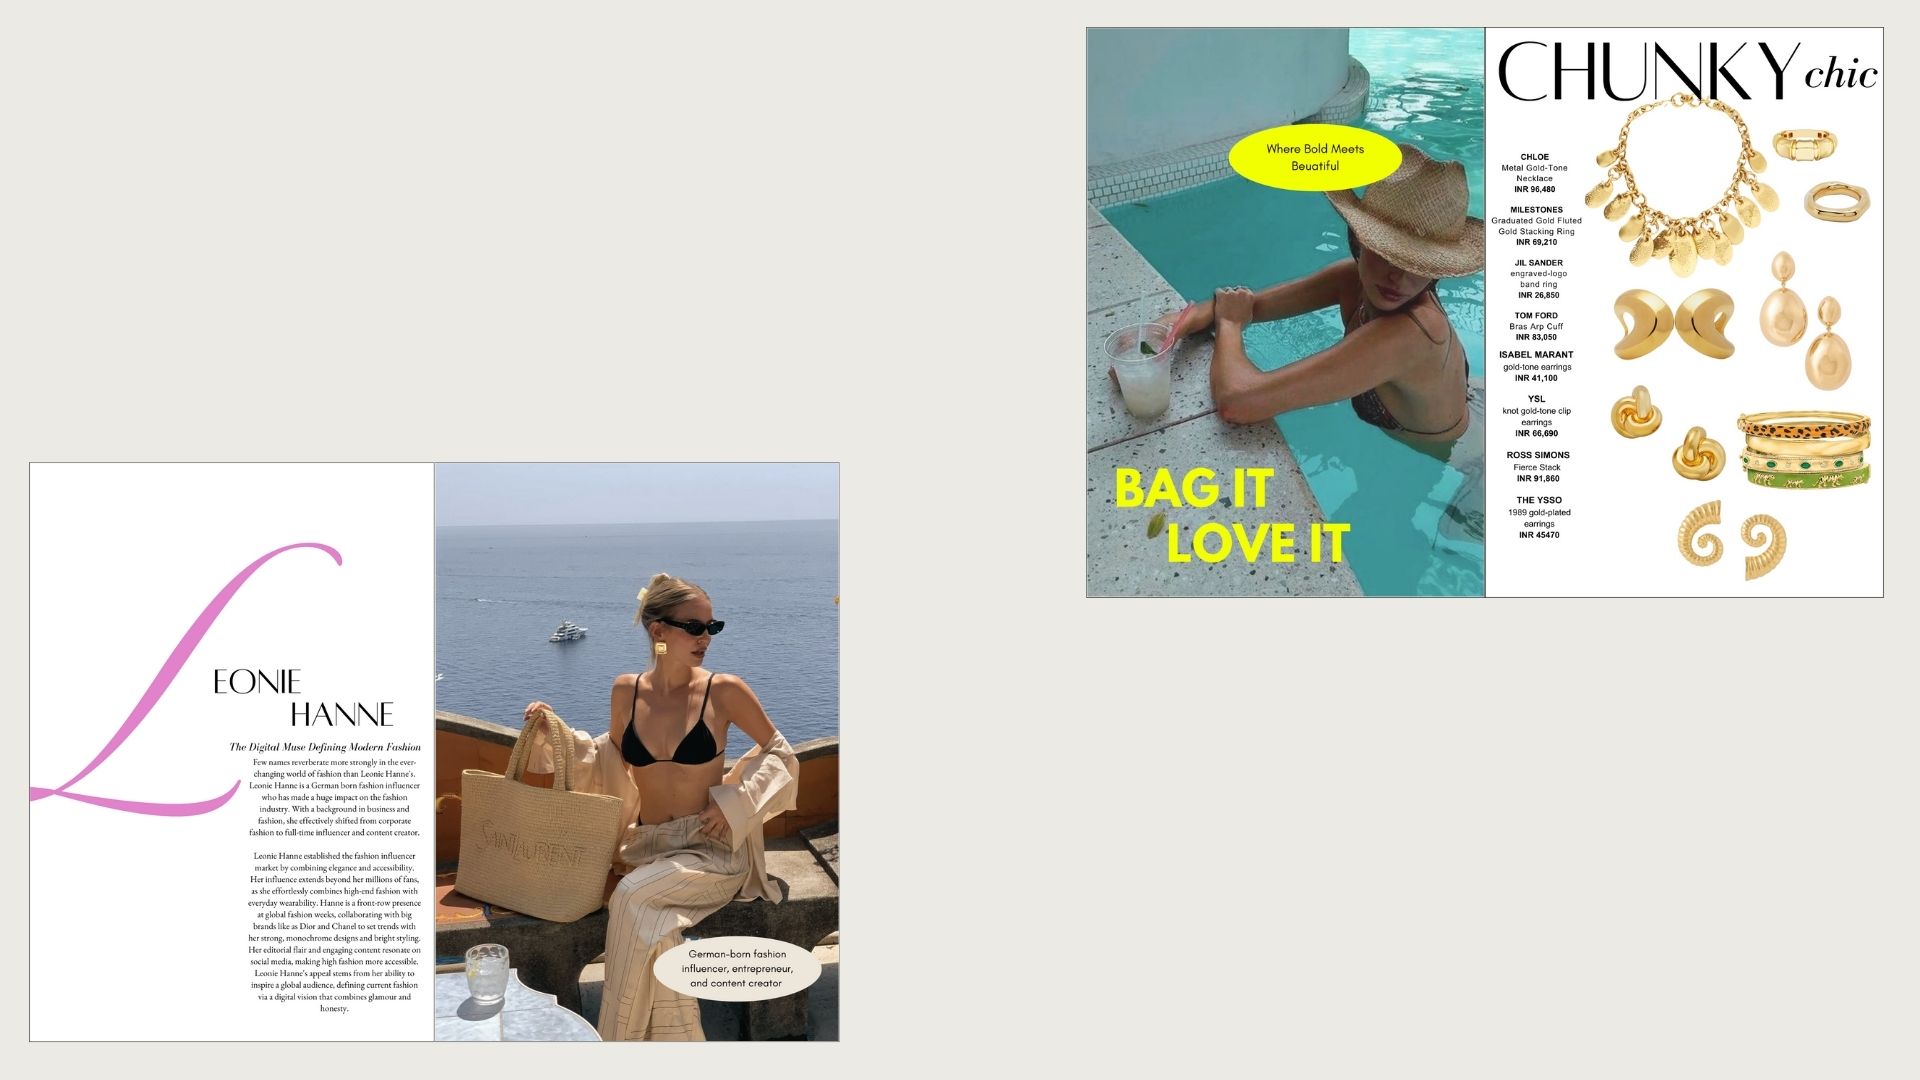 L
EONIE
HANNE
The Digital Muse Defining Modern Fashion
Few names reverberate more strongly in the ever-
changing world of fashion than Leonie Hanne's.
Leonie Hanne is a German born fashion influencer
who has made a huge impact on the fashion
industry. With a background in business and
fashion, she effectively shifted from corporate
fashion to full-time influencer and content creator.
Leonie Hanne established the fashion influencer
market by combining elegance and accessibility.
Her influence extends beyond her millions of fans,
as she effortlessly combines high-end fashion with
everyday wearability. Hanne is a front-row presence
at global fashion weeks, collaborating with big
brands like as Dior and Chanel to set trends with
her strong, monochrome designs and bright styling.
Her editorial flair and engaging content resonate on
social media, making high fashion more accessible.
Leonie Hanne's appeal stems from her ability to
inspire a global audience, defining current fashion
via a digital vision that combines glamour and
honesty.
SAINT LAURENT
German-born fashion
influencer, entrepreneur,
and content creator
Where Bold Meets
Beuatiful
BAG IT
LOVE IT
CHUNKY chic
CHLOE
Metal Gold-Tone
Necklace
INR 96,480
MILESTONES
Graduated Gold Fluted
Gold Stacking Ring
INR 69,210
JIL SANDER
engraved-logo
band ring
INR 26,850
TOM FORD
Bras Arp Cuff
INR 83,050
ISABEL MARANT
gold-tone earrings
INR 41,100
YSL
knot gold-tone clip
earrings
INR 66,690
ROSS SIMONS
Fierce Stack
INR 91,860
THE YSSO
1989 gold-plated
earrings
INR 45470